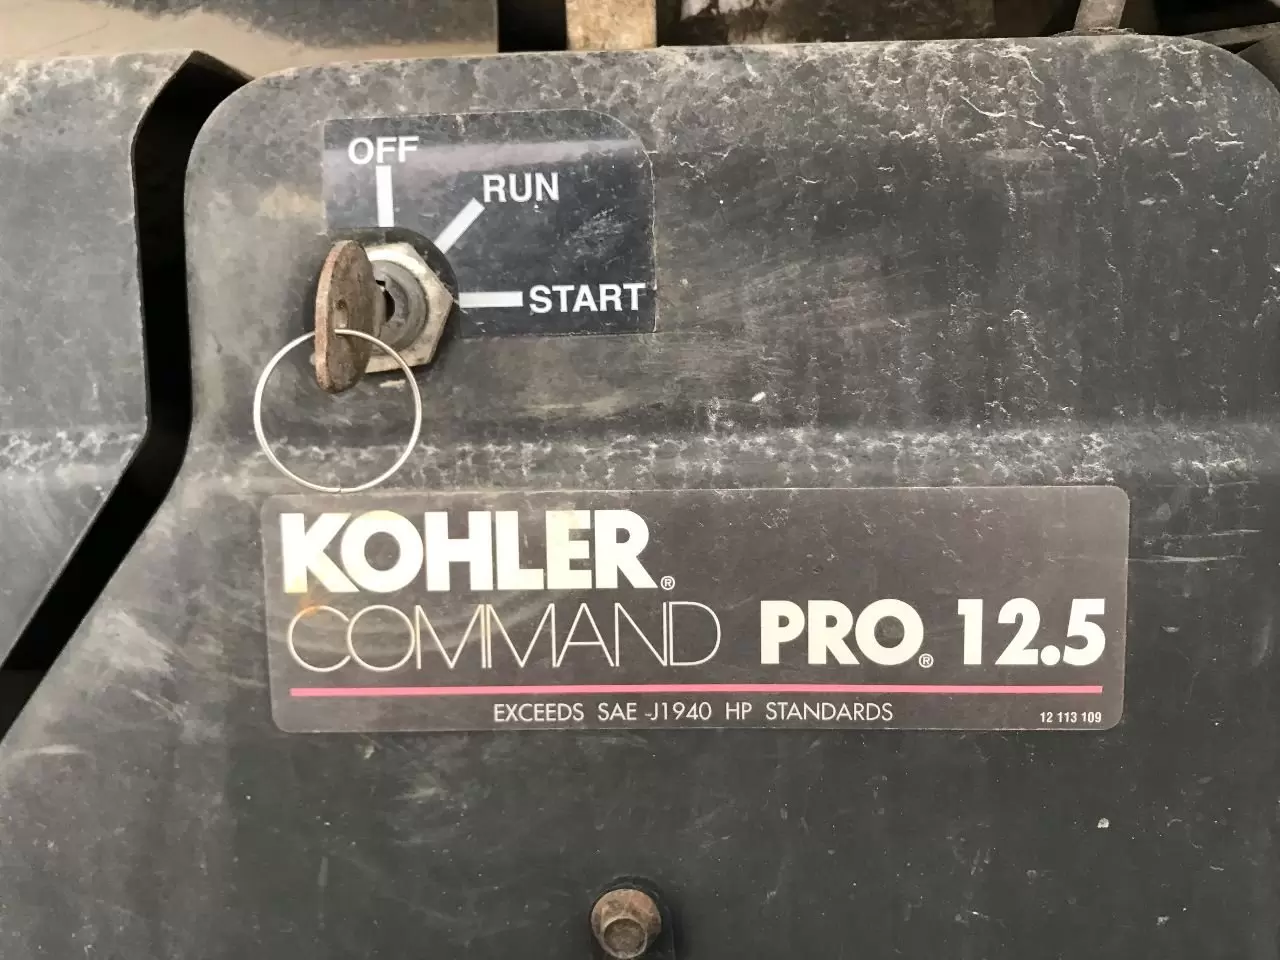 OFF
RUN
START
KOHLER®
COMMAND PRO® 12.5
EXCEEDS SAE -J1940 HP STANDARDS
12 113 109